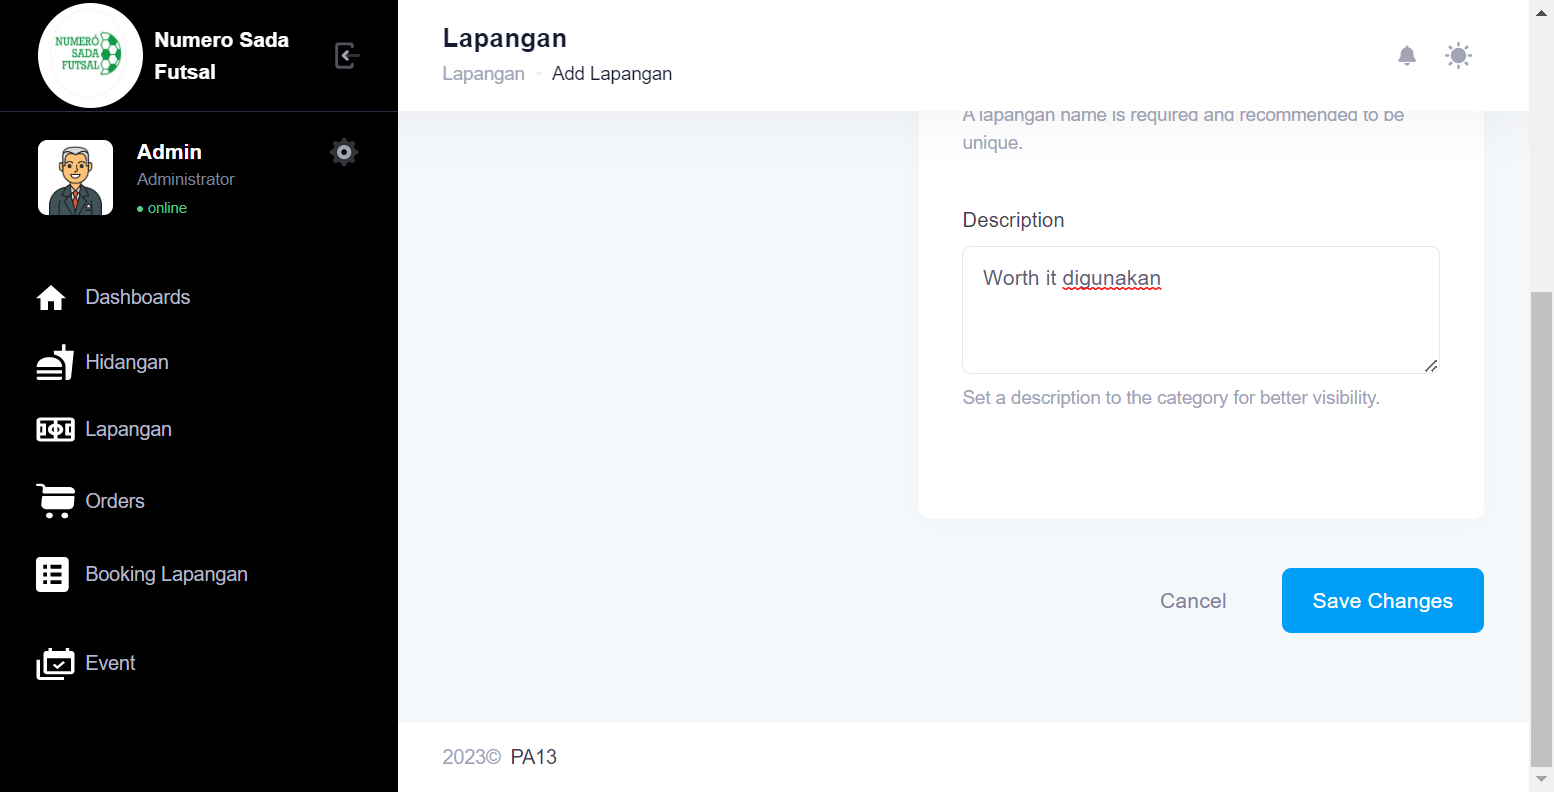 NUMERÓ
SADA
FUTSAL
Numero Sada
Futsal
Admin
Administrator
online
Dashboards
Hidangan
Lapangan
Orders
Booking Lapangan
Event
Lapangan
Lapangan - Add Lapangan
A lapangan name is required and recommended to be
unique.
Description
Worth it digunakan
Set a description to the category for better visibility.
Cancel
Save Changes
2023© PA13